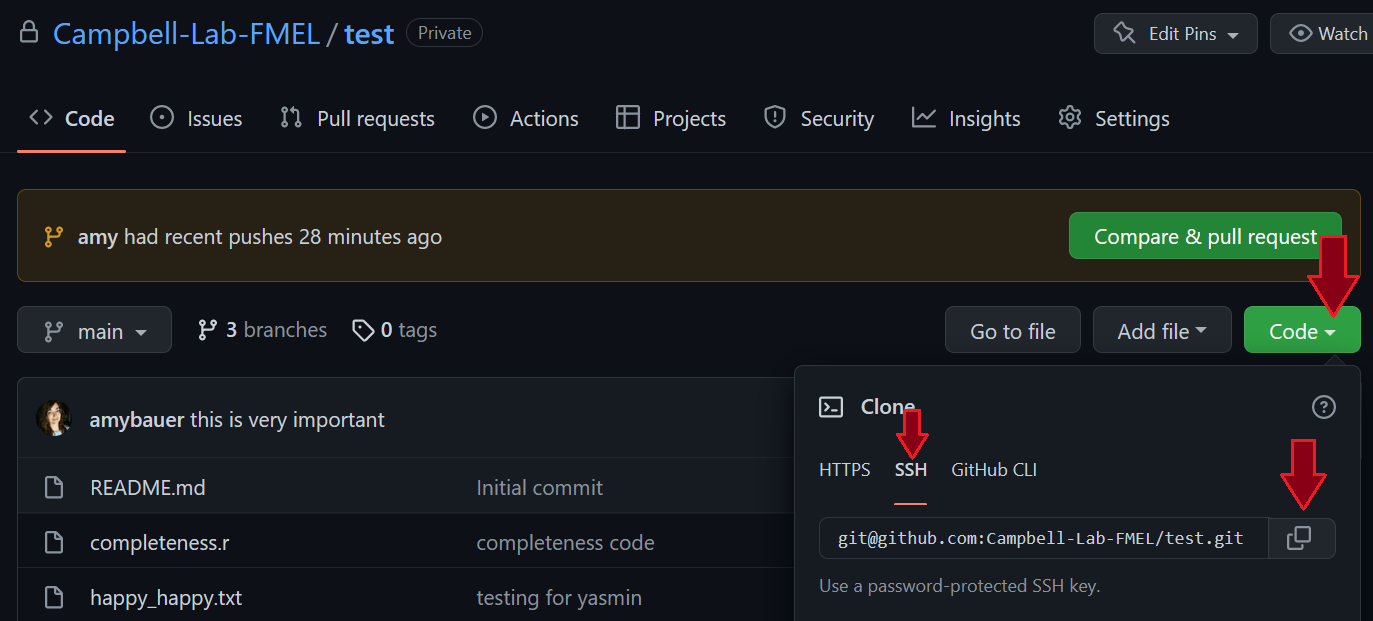 Campbell-Lab-FMEL / test Private Edit Pins Watch
Code Issues Pull requests Actions Projects Security Insights Settings
amy had recent pushes 28 minutes ago Compare & pull request
main 3 branches 0 tags Go to file Add file Code
amybauer this is very important
Clone
HTTPS SSH GitHub CLI
README.md Initial commit
git@github.com:Campbell-Lab-FMEL/test.git
completeness.r completeness code
Use a password-protected SSH key.
happy_happy.txt testing for yasmin